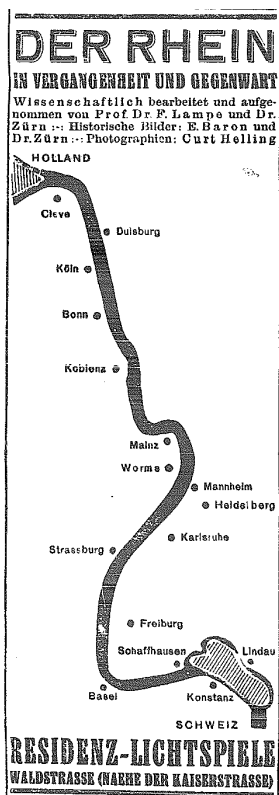 DER RHEIN
IN VERGANGENHEIT UND GEGENWART
Wissenschaftlich bearbeitet und aufge-
nommen von Prof. Dr. F. Lampe und Dr.
Zürn :-: Historische Bilder: E. Baron und
Dr. Zürn :-: Photographien: Curt Helling
HOLLAND
Cleve
Duisburg
Köln
Bonn
Koblenz
Mainz
Worms
Mannheim
Heidelberg
Karlsruhe
Strassburg
Freiburg
Schaffhausen
Lindau
Basel
Konstanz
SCHWEIZ
RESIDENZ-LICHTSPIELE
WALDSTRASSE (NAEHE DER KAISERSTRASSE)